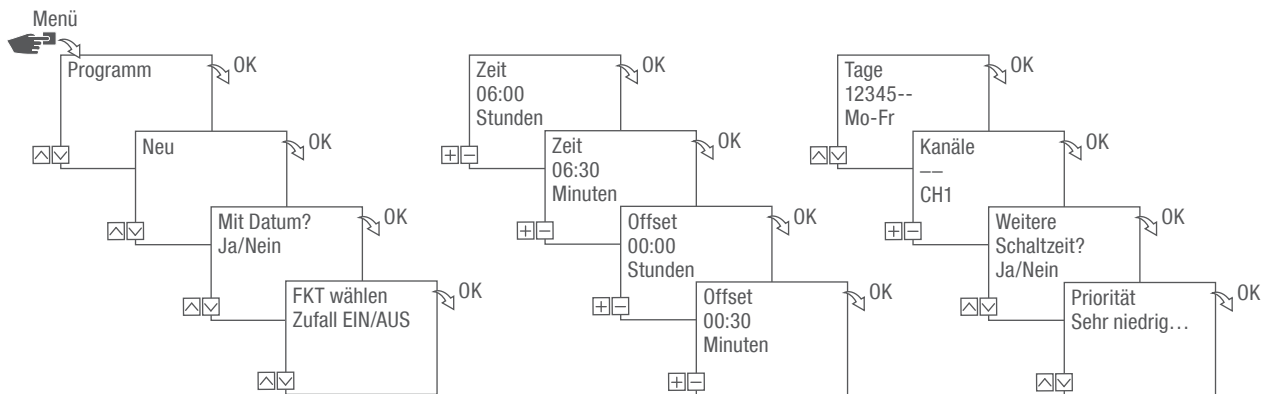 Menü
Programm
OK
Neu
OK
Mit Datum?
Ja/Nein
OK
FKT wählen
Zufall EIN/AUS
OK
Zeit
06:00
Stunden
OK
Zeit
06:30
Minuten
OK
Offset
00:00
Stunden
OK
Offset
00:30
Minuten
OK
Tage
12345--
Mo-Fr
OK
Kanäle
––
CH1
OK
Weitere
Schaltzeit?
Ja/Nein
OK
Priorität
Sehr niedrig…
OK